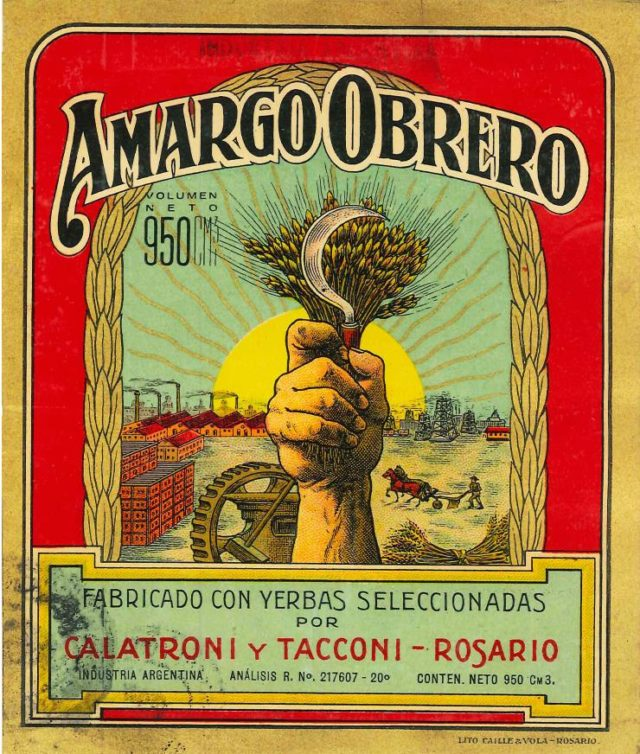 AMARGO OBRERO
VOLUMEN
NETO
950 CM³
FABRICADO CON YERBAS SELECCIONADAS
POR
CALATRONI Y TACCONI - ROSARIO
INDUSTRIA ARGENTINA. ANÁLISIS R. No. 217607 - 20º CONTEN. NETO 950 CM3.
LITO CAILLE & VOLA - ROSARIO.